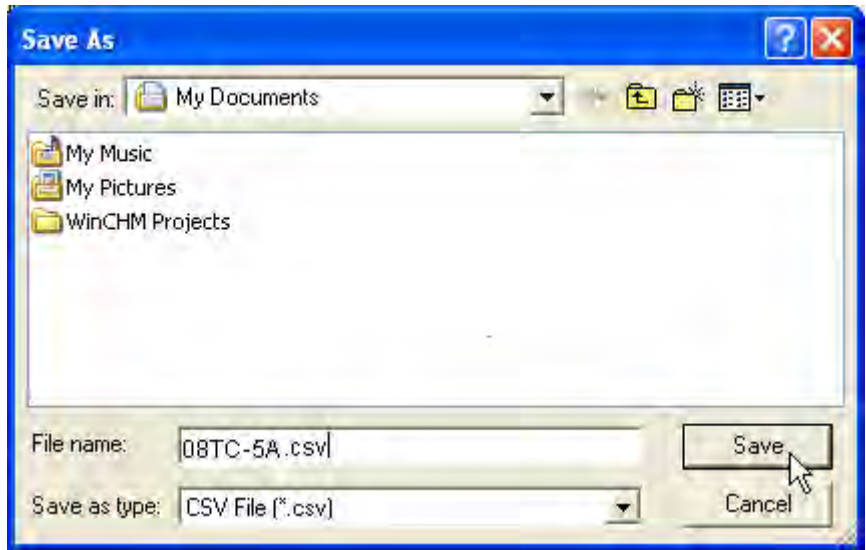 Save As
Save in: My Documents
My Music
My Pictures
WinCHM Projects
File name: 08TC-5A.csv Save
Save as type: CSV File (*.csv) Cancel